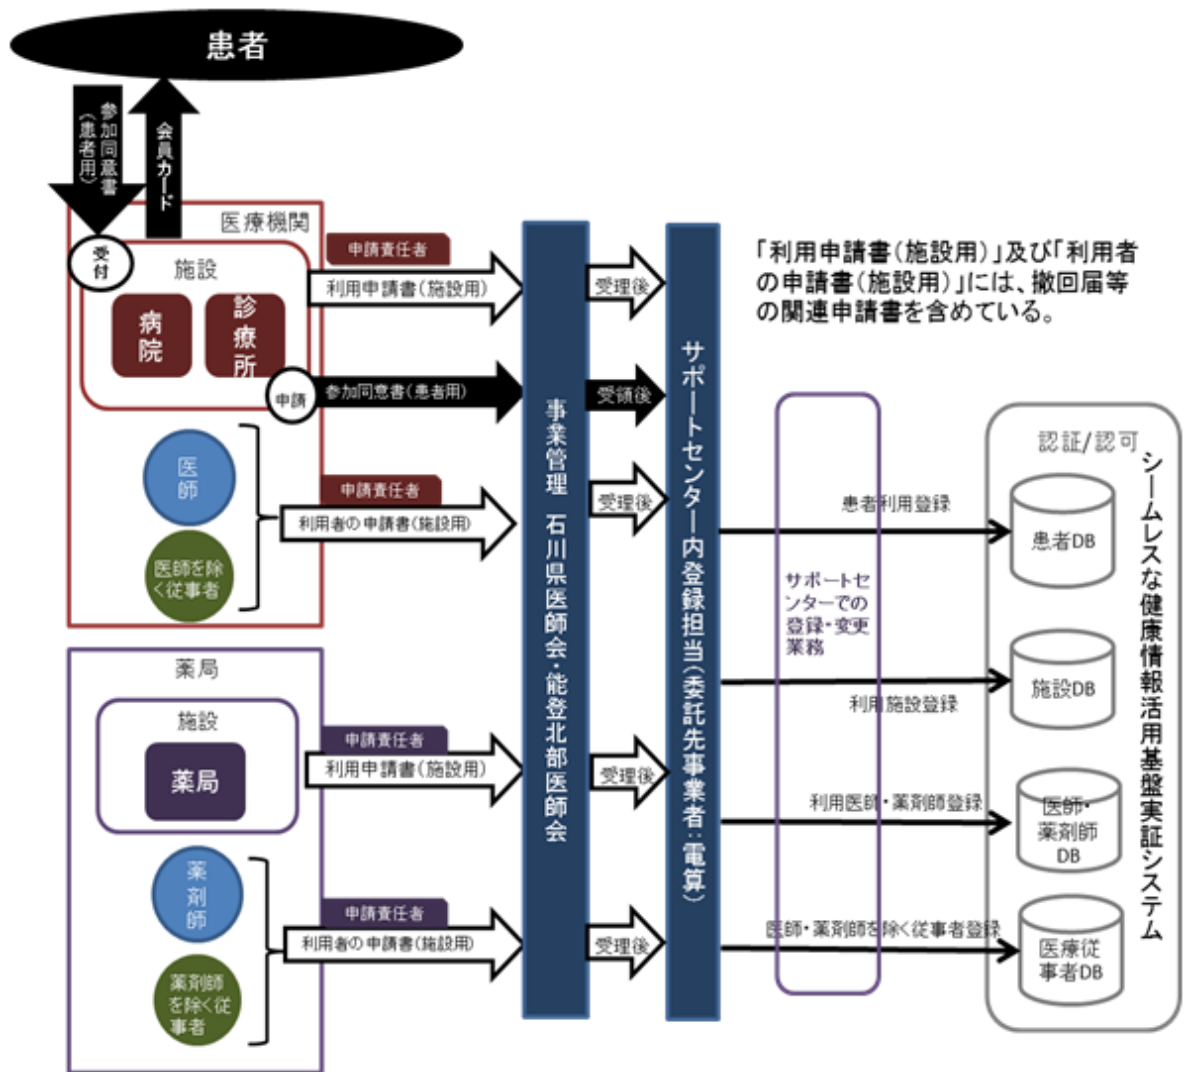 患者
参加同意書
(患者用)
会員カード
医療機関
受付
施設
病院
診療所
申請
医師
医師を除
く従事者
申請責任者
利用申請書(施設用)
参加同意書(患者用)
申請責任者
利用者の申請書(施設用)
薬局
施設
薬局
薬剤師
薬剤師
を除く従
事者
申請責任者
利用申請書(施設用)
申請責任者
利用者の申請書(施設用)
事業管理 石川県医師会・能登北部医師会
受理後
受領後
受理後
受理後
受理後
サポートセンター内登録担当(委託先事業者:電算)
「利用申請書(施設用)」及び「利用者
の申請書(施設用)」には、撤回届等
の関連申請書を含めている。
サポートセ
ンターでの
登録・変更
業務
患者利用登録
利用施設登録
利用医師・薬剤師登録
医師・薬剤師を除く従事者登録
認証/認可
患者DB
施設DB
医師・
薬剤師
DB
医療従
事者DB
シームレスな健康情報活用基盤実証システム